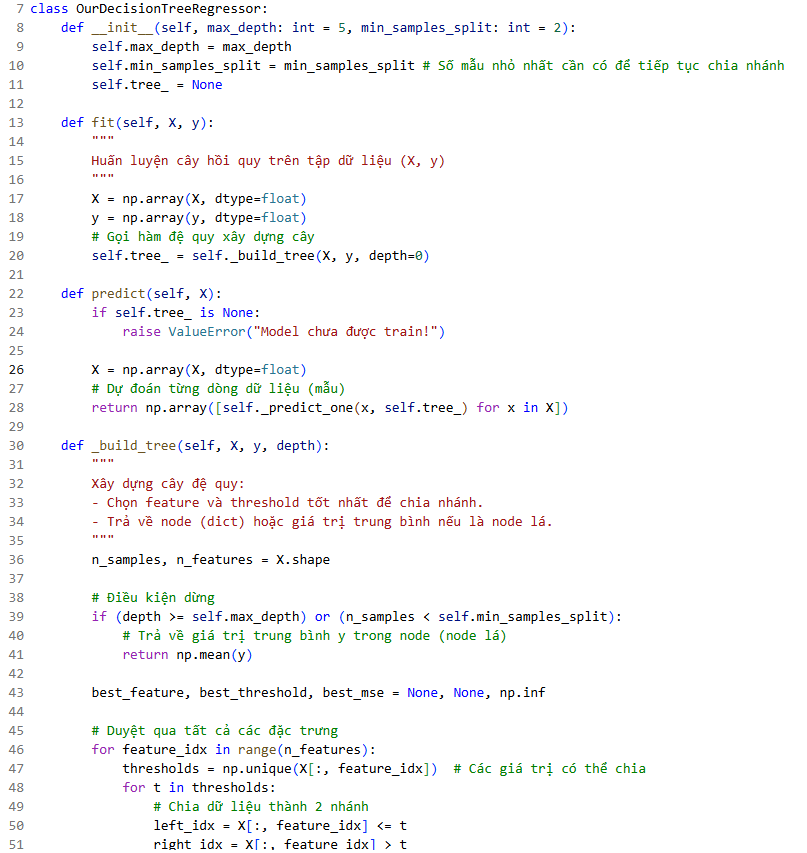 7 class OurDecisionTreeRegressor:
8     def __init__(self, max_depth: int = 5, min_samples_split: int = 2):
9         self.max_depth = max_depth
10         self.min_samples_split = min_samples_split # Số mẫu nhỏ nhất cần có để tiếp tục chia nhánh
11         self.tree_ = None
12
13     def fit(self, X, y):
14         """
15         Huấn luyện cây hồi quy trên tập dữ liệu (X, y)
16         """
17         X = np.array(X, dtype=float)
18         y = np.array(y, dtype=float)
19         # Gọi hàm đệ quy xây dựng cây
20         self.tree_ = self._build_tree(X, y, depth=0)
21
22     def predict(self, X):
23         if self.tree_ is None:
24             raise ValueError("Model chưa được train!")
25
26         X = np.array(X, dtype=float)
27         # Dự đoán từng dòng dữ liệu (mẫu)
28         return np.array([self._predict_one(x, self.tree_) for x in X])
29
30     def _build_tree(self, X, y, depth):
31         """
32         Xây dựng cây đệ quy:
33         - Chọn feature và threshold tốt nhất để chia nhánh.
34         - Trả về node (dict) hoặc giá trị trung bình nếu là node lá.
35         """
36         n_samples, n_features = X.shape
37
38         # Điều kiện dừng
39         if (depth >= self.max_depth) or (n_samples < self.min_samples_split):
40             # Trả về giá trị trung bình y trong node (node lá)
41             return np.mean(y)
42
43         best_feature, best_threshold, best_mse = None, None, np.inf
44
45         # Duyệt qua tất cả các đặc trưng
46         for feature_idx in range(n_features):
47             thresholds = np.unique(X[:, feature_idx])  # Các giá trị có thể chia
48             for t in thresholds:
49                 # Chia dữ liệu thành 2 nhánh
50                 left_idx = X[:, feature_idx] <= t
51                 right_idx = X[:, feature_idx] > t